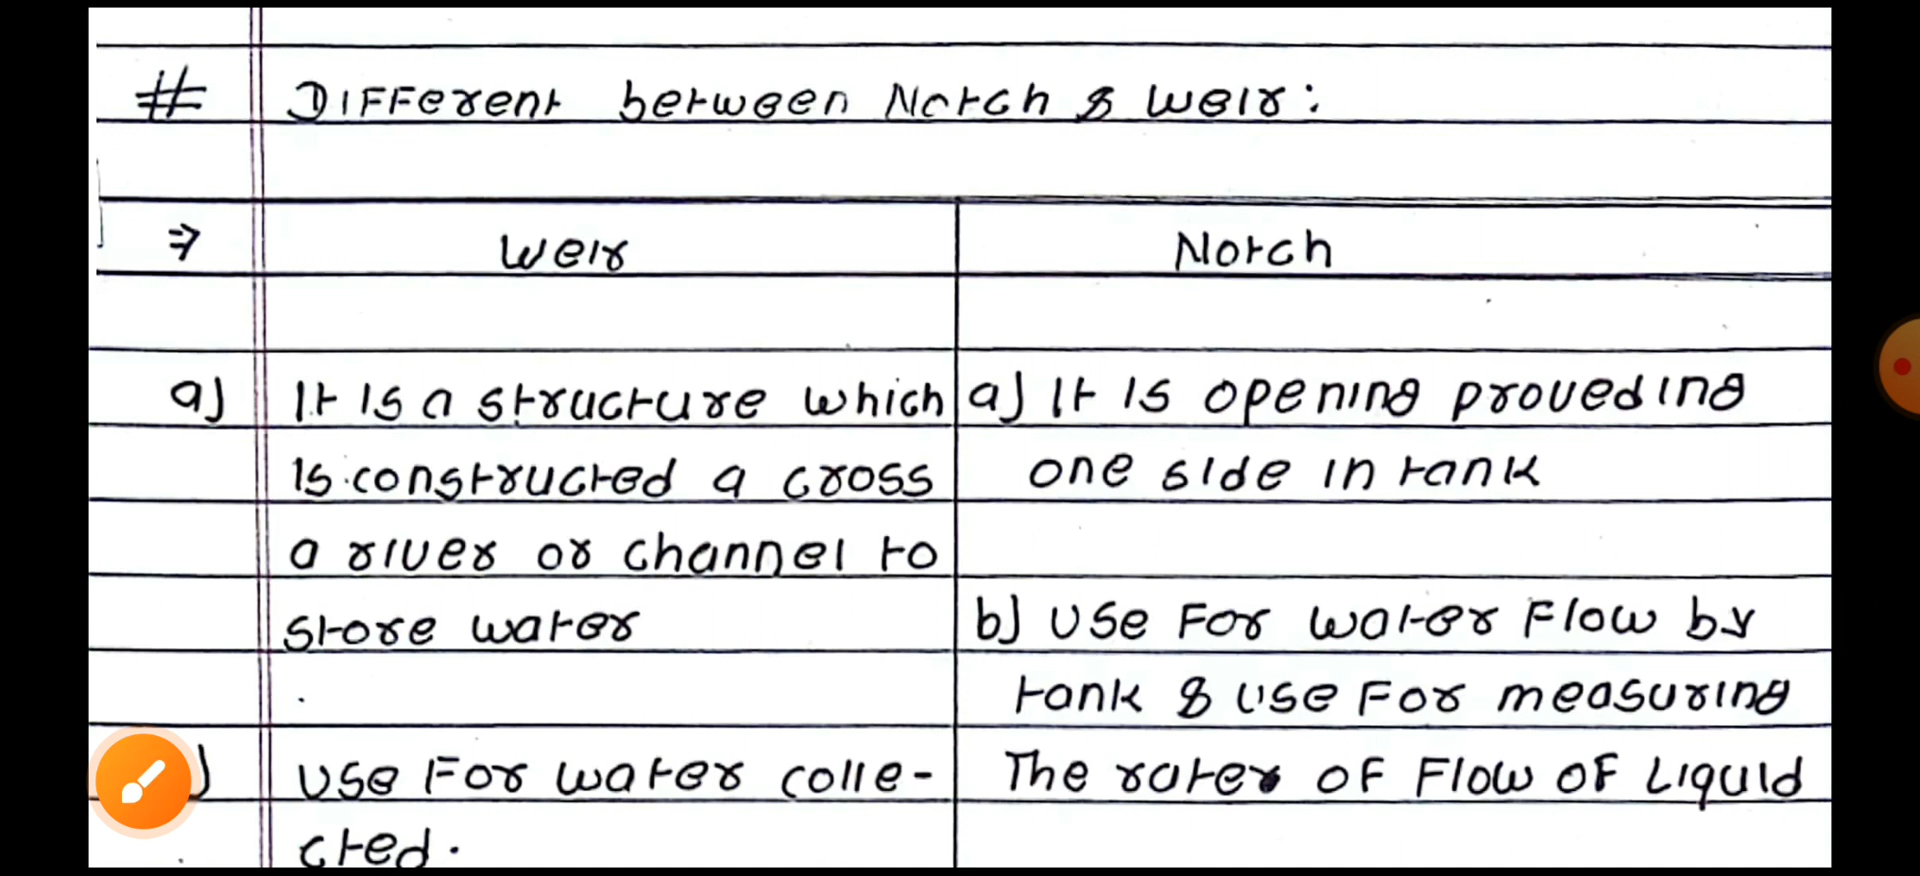 # Different between Notch & Weir:
⇒ Weir Notch
a) It is a structure which
is constructed a cross
a river or channel to
store water
) Use For water colle-
cted.
a) It is opening proveding
one side in tank
b) Use For water Flow by
tank & use For measuring
The rater of Flow of Liquid